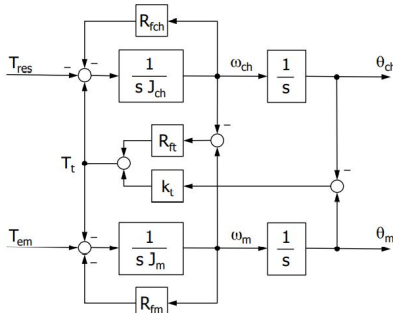 R_fch
T_res − − 1 / s J_ch ω_ch 1 / s θ_ch
−
R_ft
T_t −
k_t
T_em − 1 / s J_m ω_m 1 / s θ_m
−
R_fm